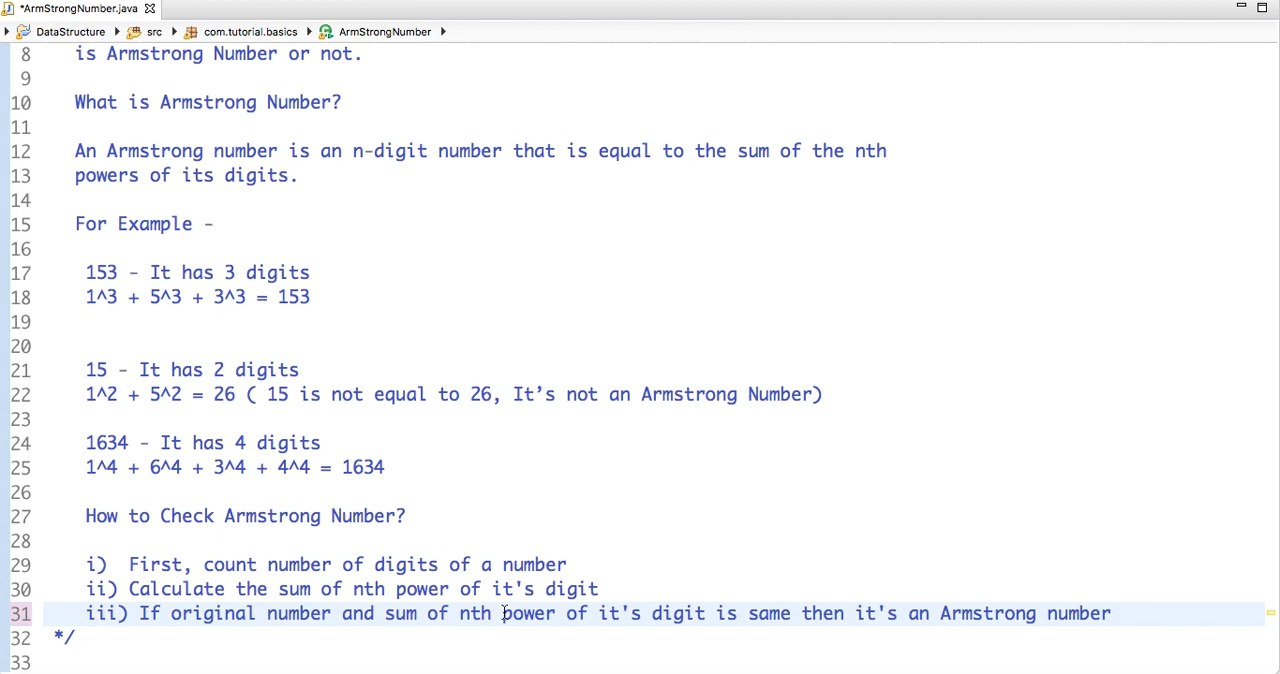 *ArmStrongNumber.java
DataStructure src com.tutorial.basics ArmStrongNumber
8 is Armstrong Number or not.
9
10 What is Armstrong Number?
11
12 An Armstrong number is an n-digit number that is equal to the sum of the nth
13 powers of its digits.
14
15 For Example -
16
17 153 - It has 3 digits
18 1^3 + 5^3 + 3^3 = 153
19
20
21 15 - It has 2 digits
22 1^2 + 5^2 = 26 ( 15 is not equal to 26, It’s not an Armstrong Number)
23
24 1634 - It has 4 digits
25 1^4 + 6^4 + 3^4 + 4^4 = 1634
26
27 How to Check Armstrong Number?
28
29 i) First, count number of digits of a number
30 ii) Calculate the sum of nth power of it's digit
31 iii) If original number and sum of nth power of it's digit is same then it's an Armstrong number
32 */
33